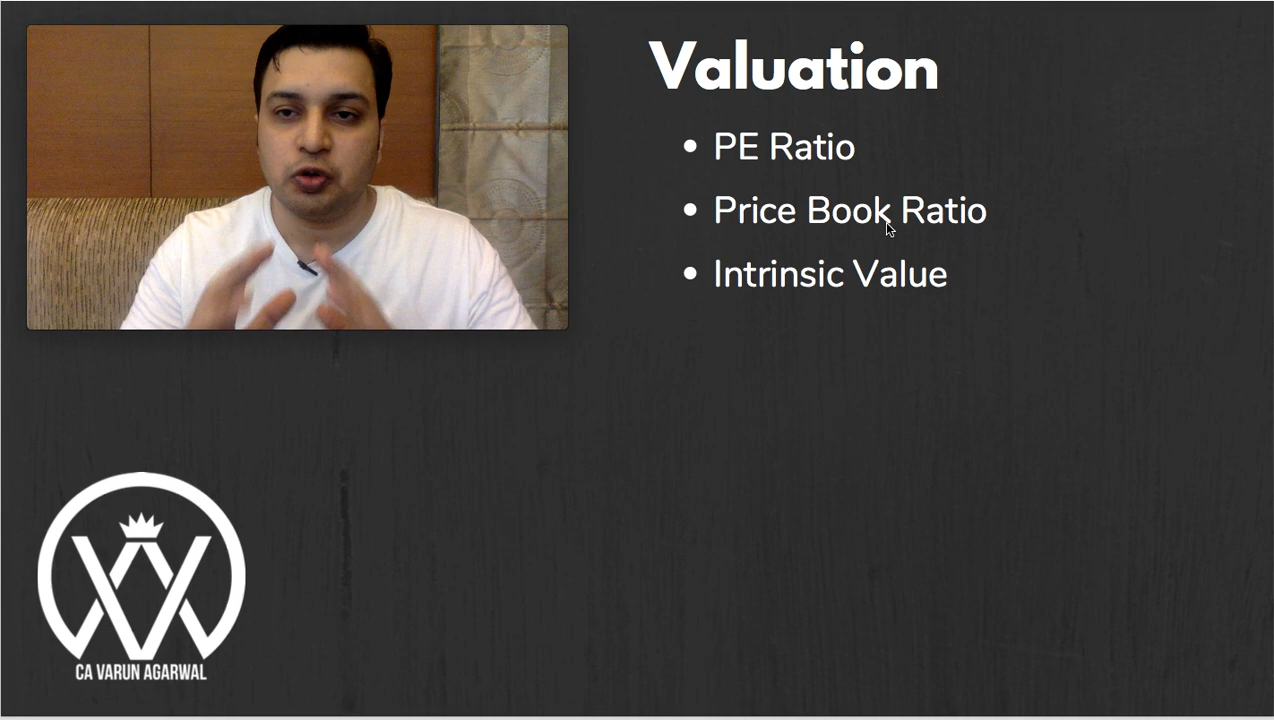 Valuation
• PE Ratio
• Price Book Ratio
• Intrinsic Value
CA VARUN AGARWAL